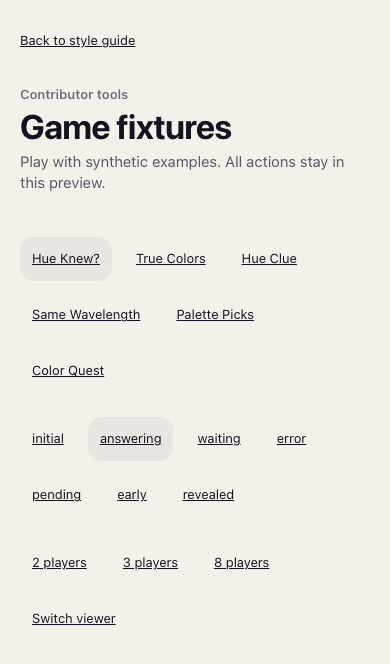 Back to style guide
Contributor tools
Game fixtures
Play with synthetic examples. All actions stay in
this preview.
Hue Knew? True Colors Hue Clue
Same Wavelength Palette Picks
Color Quest
initial answering waiting error
pending early revealed
2 players 3 players 8 players
Switch viewer